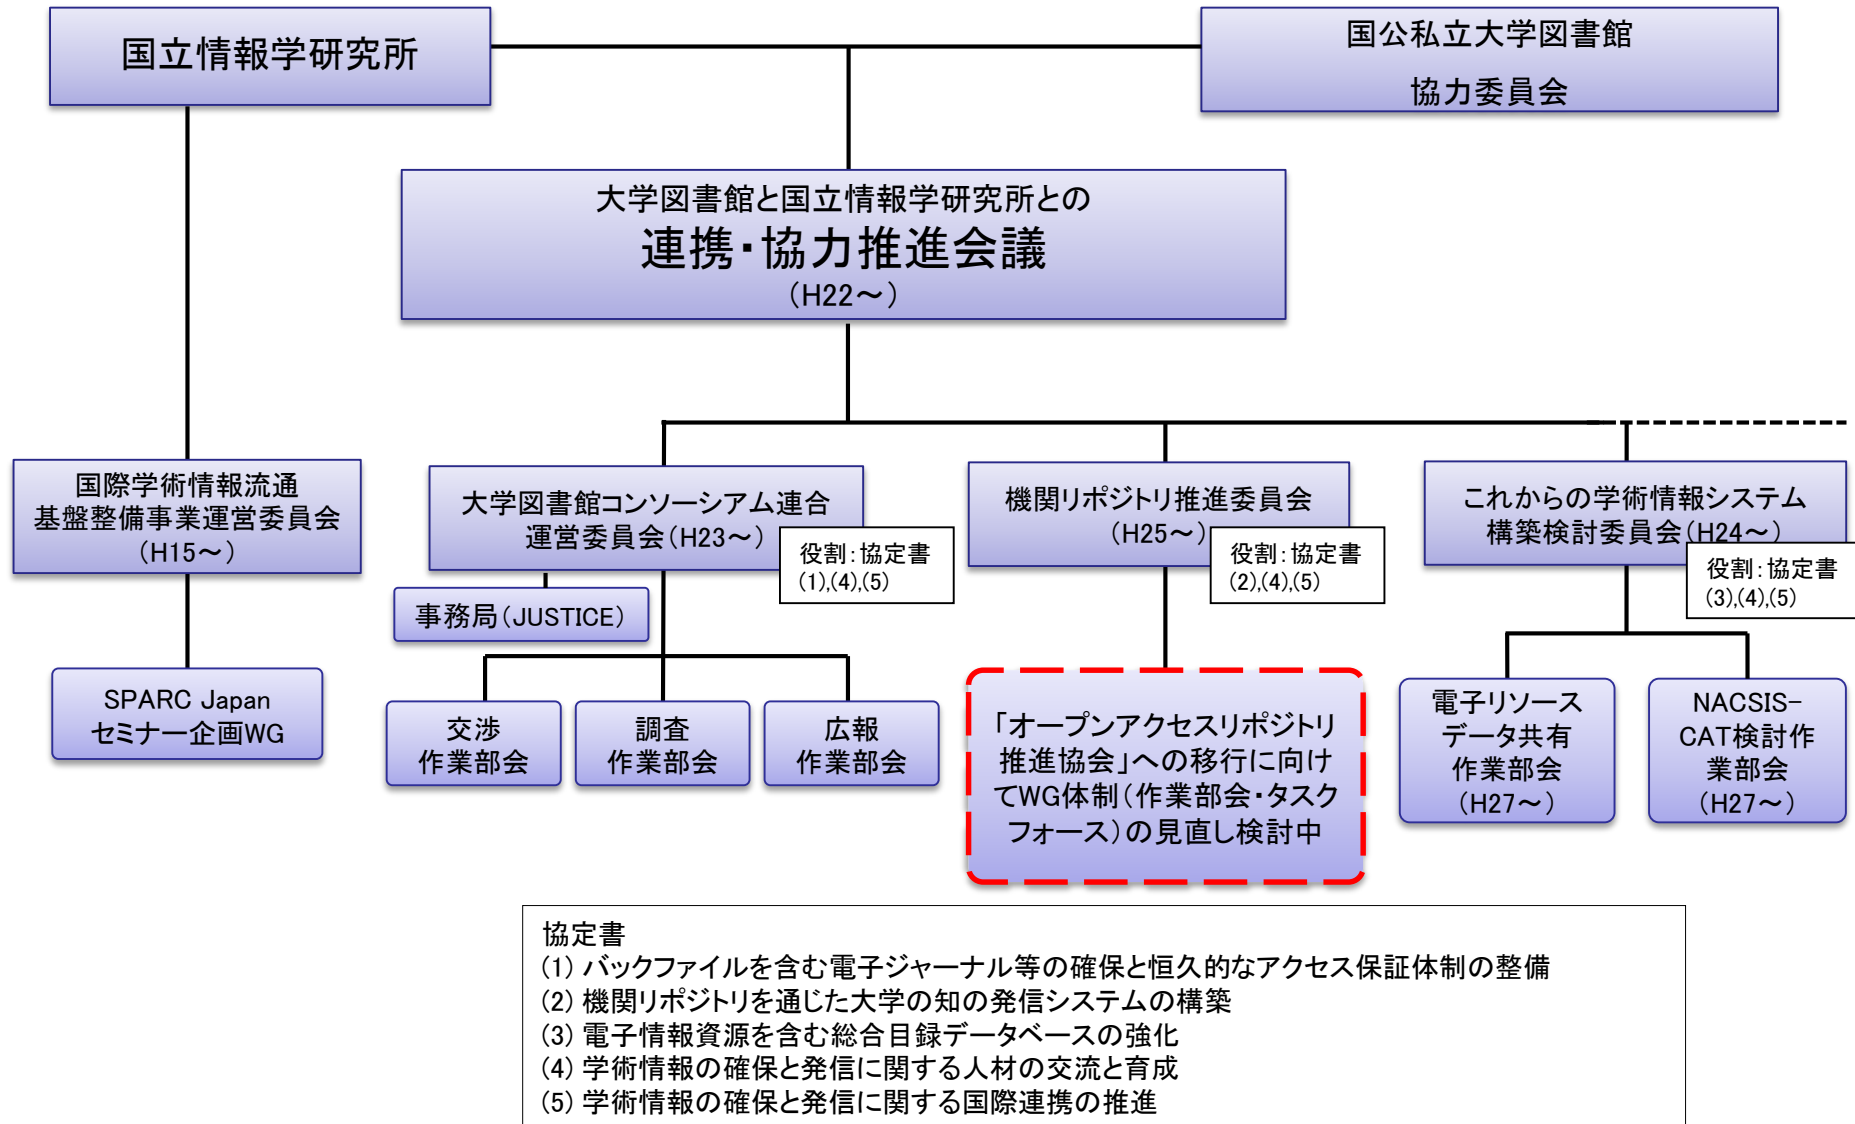 国立情報学研究所
国公私立大学図書館
協力委員会
大学図書館と国立情報学研究所との
連携・協力推進会議
(H22～)
国際学術情報流通
基盤整備事業運営委員会
(H15～)
大学図書館コンソーシアム連合
運営委員会(H23～)
役割：協定書
(1),(4),(5)
機関リポジトリ推進委員会
(H25～)
役割：協定書
(2),(4),(5)
これからの学術情報システム
構築検討委員会(H24～)
役割：協定書
(3),(4),(5)
事務局(JUSTICE)
SPARC Japan
セミナー企画WG
交渉
作業部会
調査
作業部会
広報
作業部会
「オープンアクセスリポジトリ
推進協会」への移行に向け
てWG体制(作業部会・タスク
フォース)の見直し検討中
電子リソース
データ共有
作業部会
(H27～)
NACSIS-
CAT検討作
業部会
(H27～)
協定書
(1) バックファイルを含む電子ジャーナル等の確保と恒久的なアクセス保証体制の整備
(2) 機関リポジトリを通じた大学の知の発信システムの構築
(3) 電子情報資源を含む総合目録データベースの強化
(4) 学術情報の確保と発信に関する人材の交流と育成
(5) 学術情報の確保と発信に関する国際連携の推進